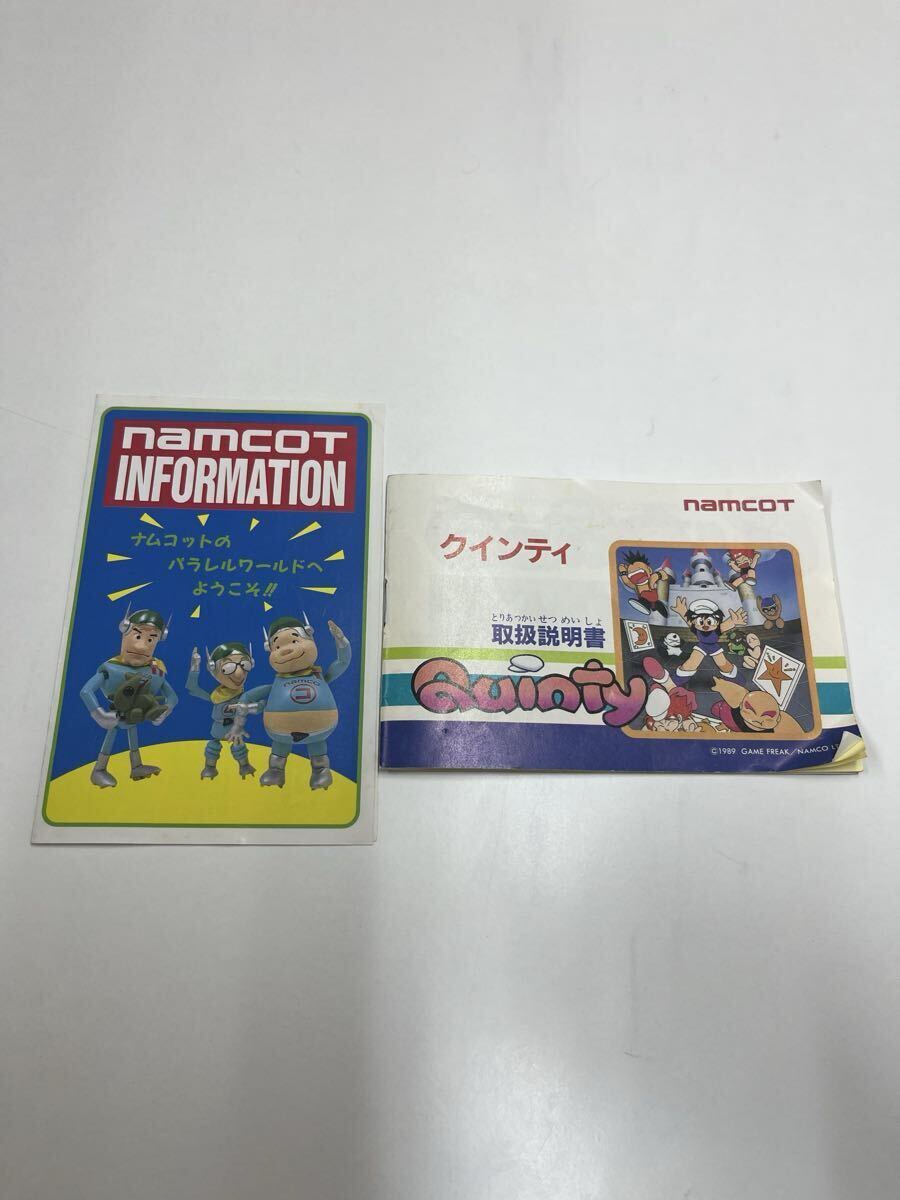 namcoT
INFORMATION
ナムコットの
パラレルワールドへ
ようこそ!!
namco
コ
namcoT
クインティ
とりあつかいせつめいしょ
取扱説明書
Quinty
©1989 GAME FREAK/NAMCO